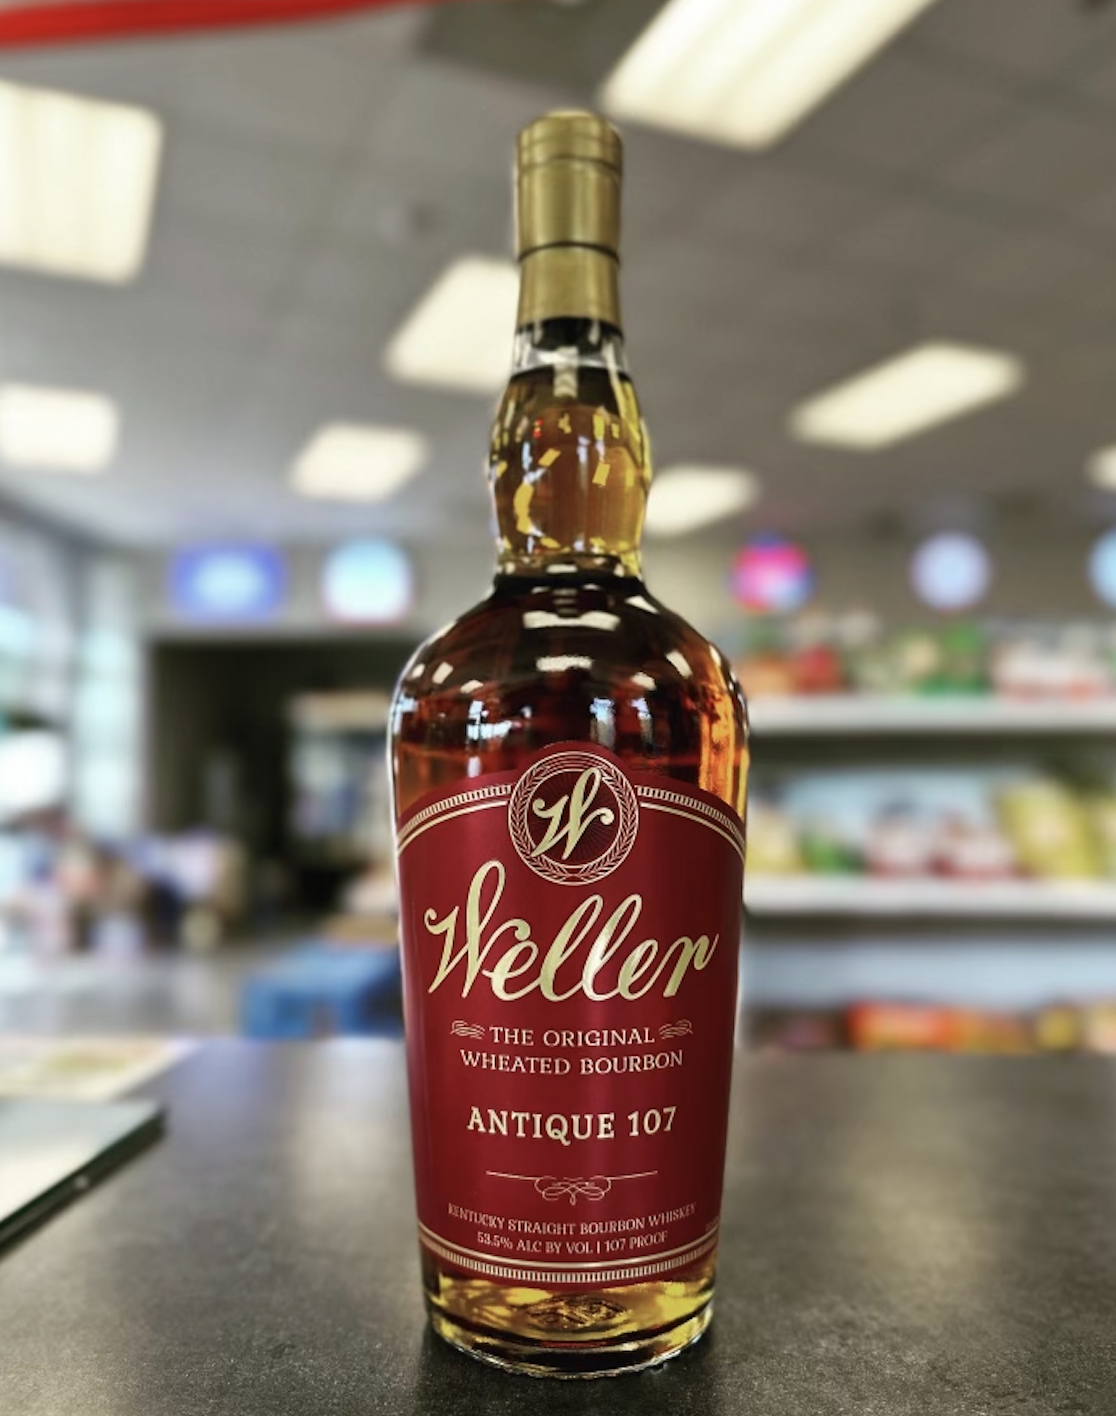 W
Weller
THE ORIGINAL
WHEATED BOURBON
ANTIQUE 107
KENTUCKY STRAIGHT BOURBON WHISKEY
53.5% ALC BY VOL | 107 PROOF